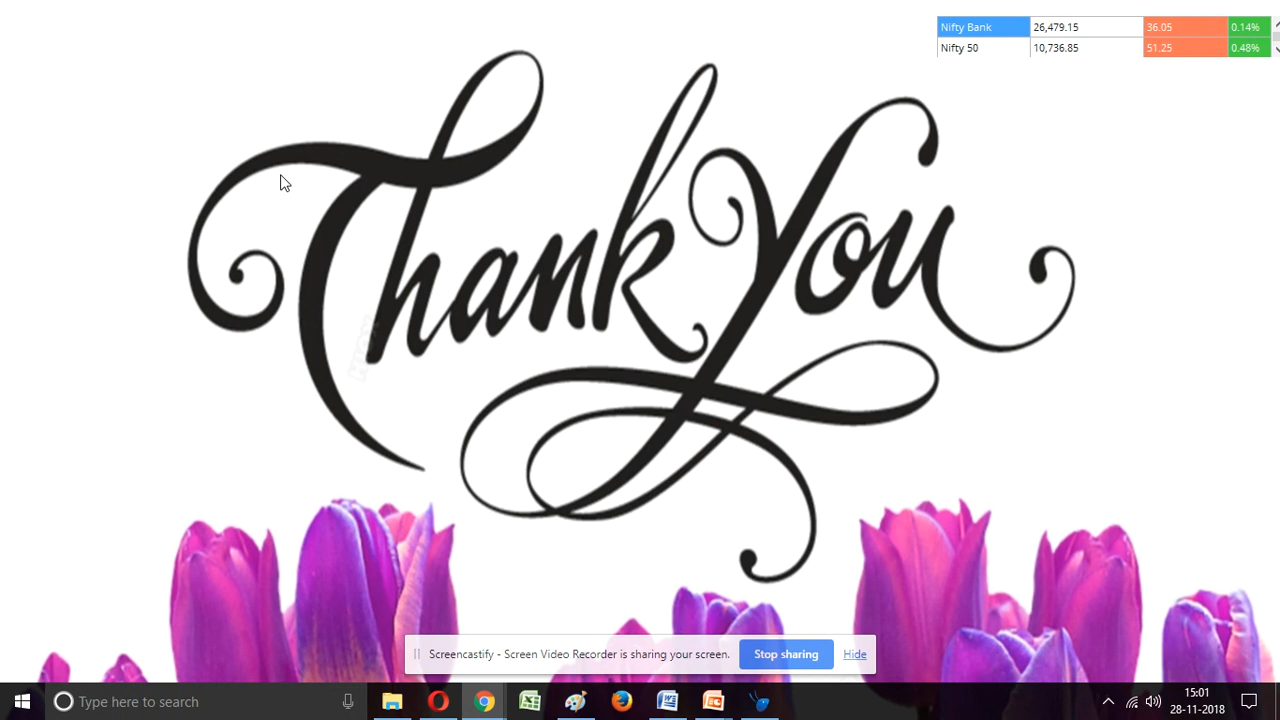 Nifty Bank 26,479.15 36.05 0.14%
Nifty 50 10,736.85 51.25 0.48%
Thank You
Screencastify - Screen Video Recorder is sharing your screen. Stop sharing Hide
Type here to search
15:01
28-11-2018